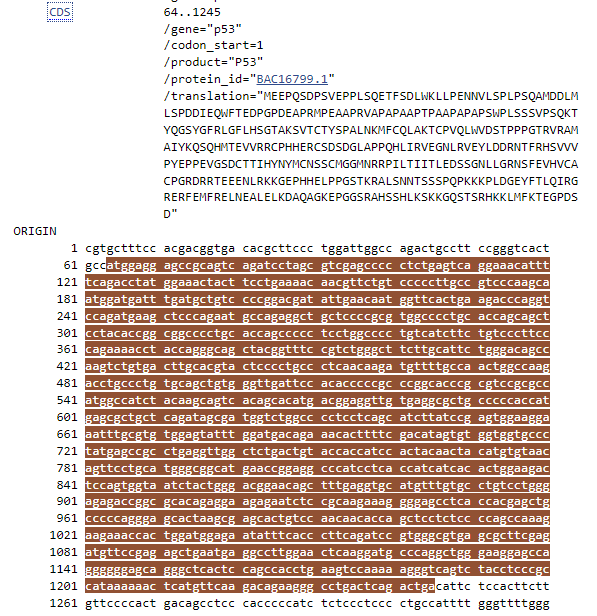 CDS 64..1245
/gene="p53"
/codon_start=1
/product="P53"
/protein_id="BAC16799.1"
/translation="MEEPQSDPSVEPPLSQETFSDLWKLLPENNVLSPLPSQAMDDLM
LSPDDIEQWFTEDPGPDEAPRMPEAAPRVAPAPAAPTPAAPAPAPSWPLSSSVPSQKT
YQGSYGFRLGFLHSGTAKSVTCTYSPALNKMFCQLAKTCPVQLWVDSTPPPGTRVRAM
AIYKQSQHMTEVVRRCPHHERCSDSDGLAPPQHLIRVEGNLRVEYLDDRNTFRHSVVV
PYEPPEVGSDCTTIHYNYMCNSSCMGGMNRRPILTIITLEDSSGNLLGRNSFEVHVCA
CPGRDRRTEEENLRKKGEPHHELPPGSTKRALSNNTSSSPQPKKKPLDGEYFTLQIRG
RERFEMFRELNEALELKDAQAGKEPGGSRAHSSHLKSKKGQSTSRHKKLMFKTEGPDS
D"
ORIGIN
1 cgtgctttcc acgacggtga cacgcttccc tggattggcc agactgcctt ccgggtcact
61 gccatggagg agccgcagtc agatcctagc gtcgagcccc ctctgagtca ggaaacattt
121 tcagacctat ggaaactact tcctgaaaac aacgttctgt cccccttgcc gtcccaagca
181 atggatgatt tgatgctgtc cccggacgat attgaacaat ggttcactga agacccaggt
241 ccagatgaag ctcccagaat gccagaggct gctccccgcg tggcccctgc accagcagct
301 cctacaccgg cggcccctgc accagccccc tcctggcccc tgtcatcttc tgtcccttcc
361 cagaaaacct accagggcag ctacggtttc cgtctgggct tcttgcattc tgggacagcc
421 aagtctgtga cttgcacgta ctcccctgcc ctcaacaaga tgttttgcca actggccaag
481 acctgccctg tgcagctgtg ggttgattcc acacccccgc ccggcacccg cgtccgcgcc
541 atggccatct acaagcagtc acagcacatg acggaggttg tgaggcgctg cccccaccat
601 gagcgctgct cagatagcga tggtctggcc cctcctcagc atcttatccg agtggaagga
661 aatttgcgtg tggagtattt ggatgacaga aacacttttc gacatagtgt ggtggtgccc
721 tatgagccgc ctgaggttgg ctctgactgt accaccatcc actacaacta catgtgtaac
781 agttcctgca tgggcggcat gaaccggagg cccatcctca ccatcatcac actggaagac
841 tccagtggta atctactggg acggaacagc tttgaggtgc atgtttgtgc ctgtcctggg
901 agagaccggc gcacagagga agagaatctc cgcaagaaag gggagcctca ccacgagctg
961 cccccaggga gcactaagcg agcactgtcc aacaacacca gctcctctcc ccagccaaag
1021 aagaaaccac tggatggaga atatttcacc cttcagatcc gtgggcgtga gcgcttcgag
1081 atgttccgag agctgaatga ggccttggaa ctcaaggatg cccaggctgg gaaggagcca
1141 ggggggagca gggctcactc cagccacctg aagtccaaaa agggtcagtc tacctcccgc
1201 cataaaaaac tcatgttcaa gacagaaggg cctgactcag actgacattc tccacttctt
1261 gttccccact gacagcctcc cacccccatc tctccctccc ctgccatttt gggttttggg